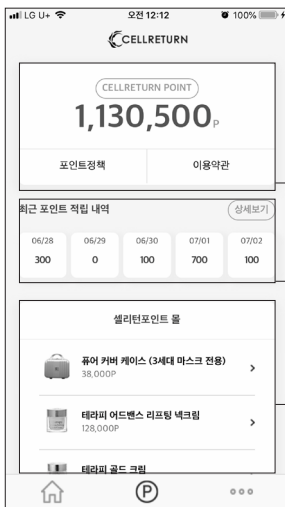 LG U+ 오전 12:12 100%
CELLRETURN
CELLRETURN POINT
1,130,500P
포인트정책 이용약관
최근 포인트 적립 내역 상세보기
06/28 06/29 06/30 07/01 07/02
300 0 100 700 100
셀리턴포인트 몰
퓨어 커버 케이스 (3세대 마스크 전용)
38,000P
테라피 어드밴스 리프팅 넥크림
128,000P
테라피 골드 크림
P